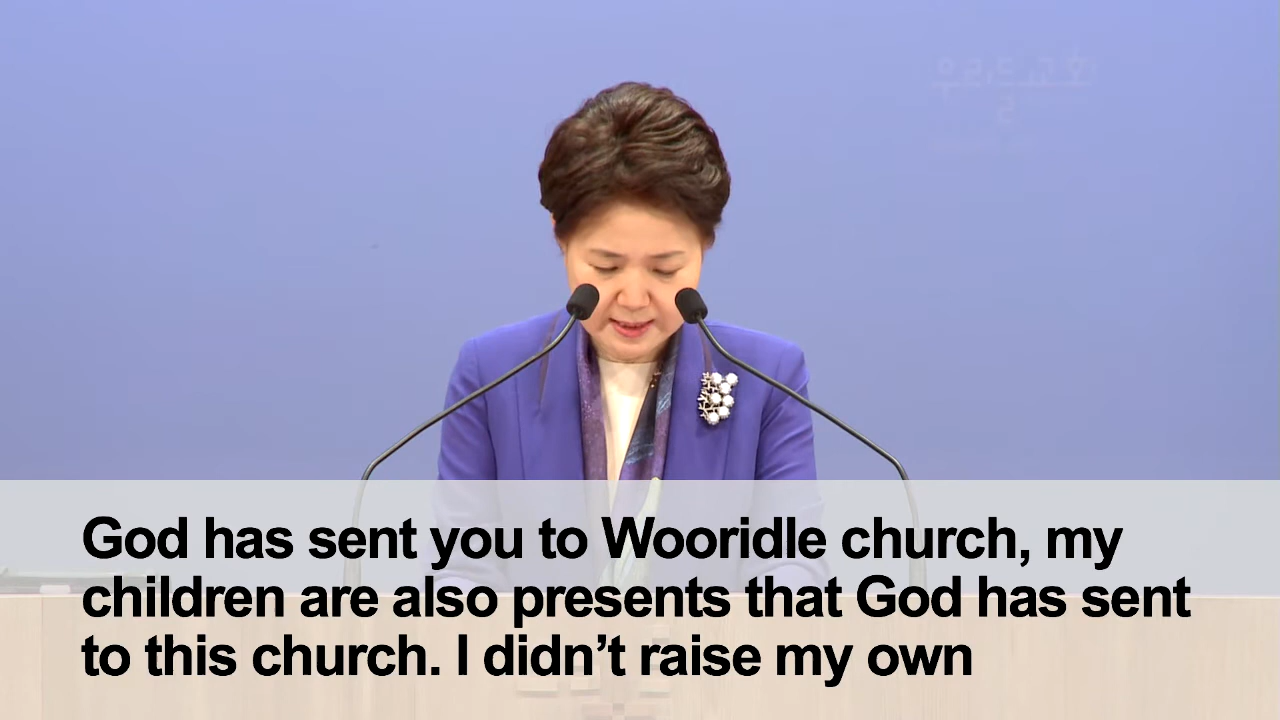 God has sent you to Wooridle church, my
children are also presents that God has sent
to this church. I didn’t raise my own